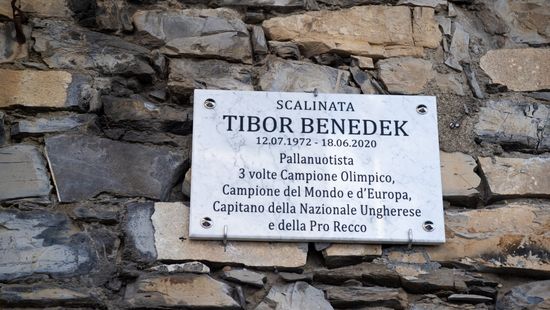 SCALINATA
TIBOR BENEDEK
12.07.1972 - 18.06.2020
Pallanuotista
3 volte Campione Olimpico,
Campione del Mondo e d'Europa,
Capitano della Nazionale Ungherese
e della Pro Recco